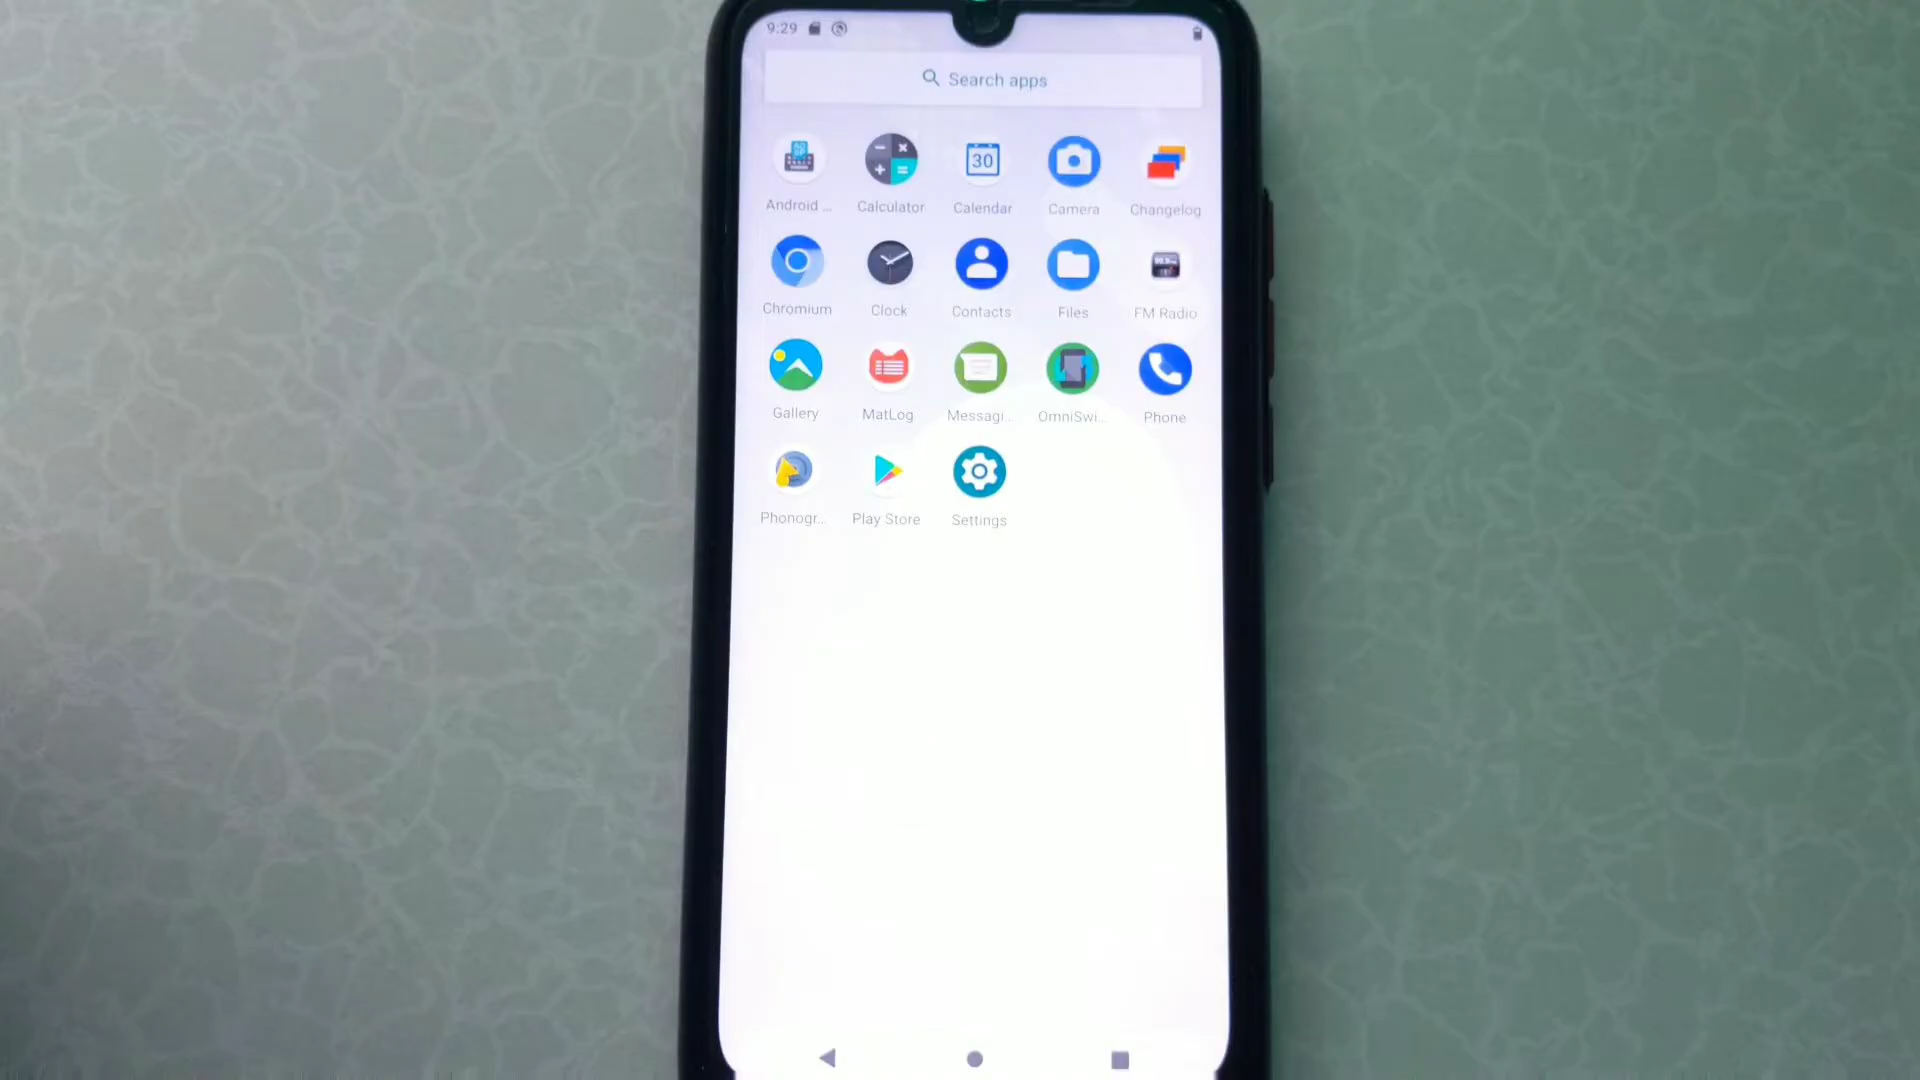 9:29
Search apps
Android ...
Calculator
30
Calendar
Camera
Changelog
Chromium
Clock
Contacts
Files
FM Radio
Gallery
MatLog
Messagi...
OmniSwi...
Phone
Phonogr...
Play Store
Settings